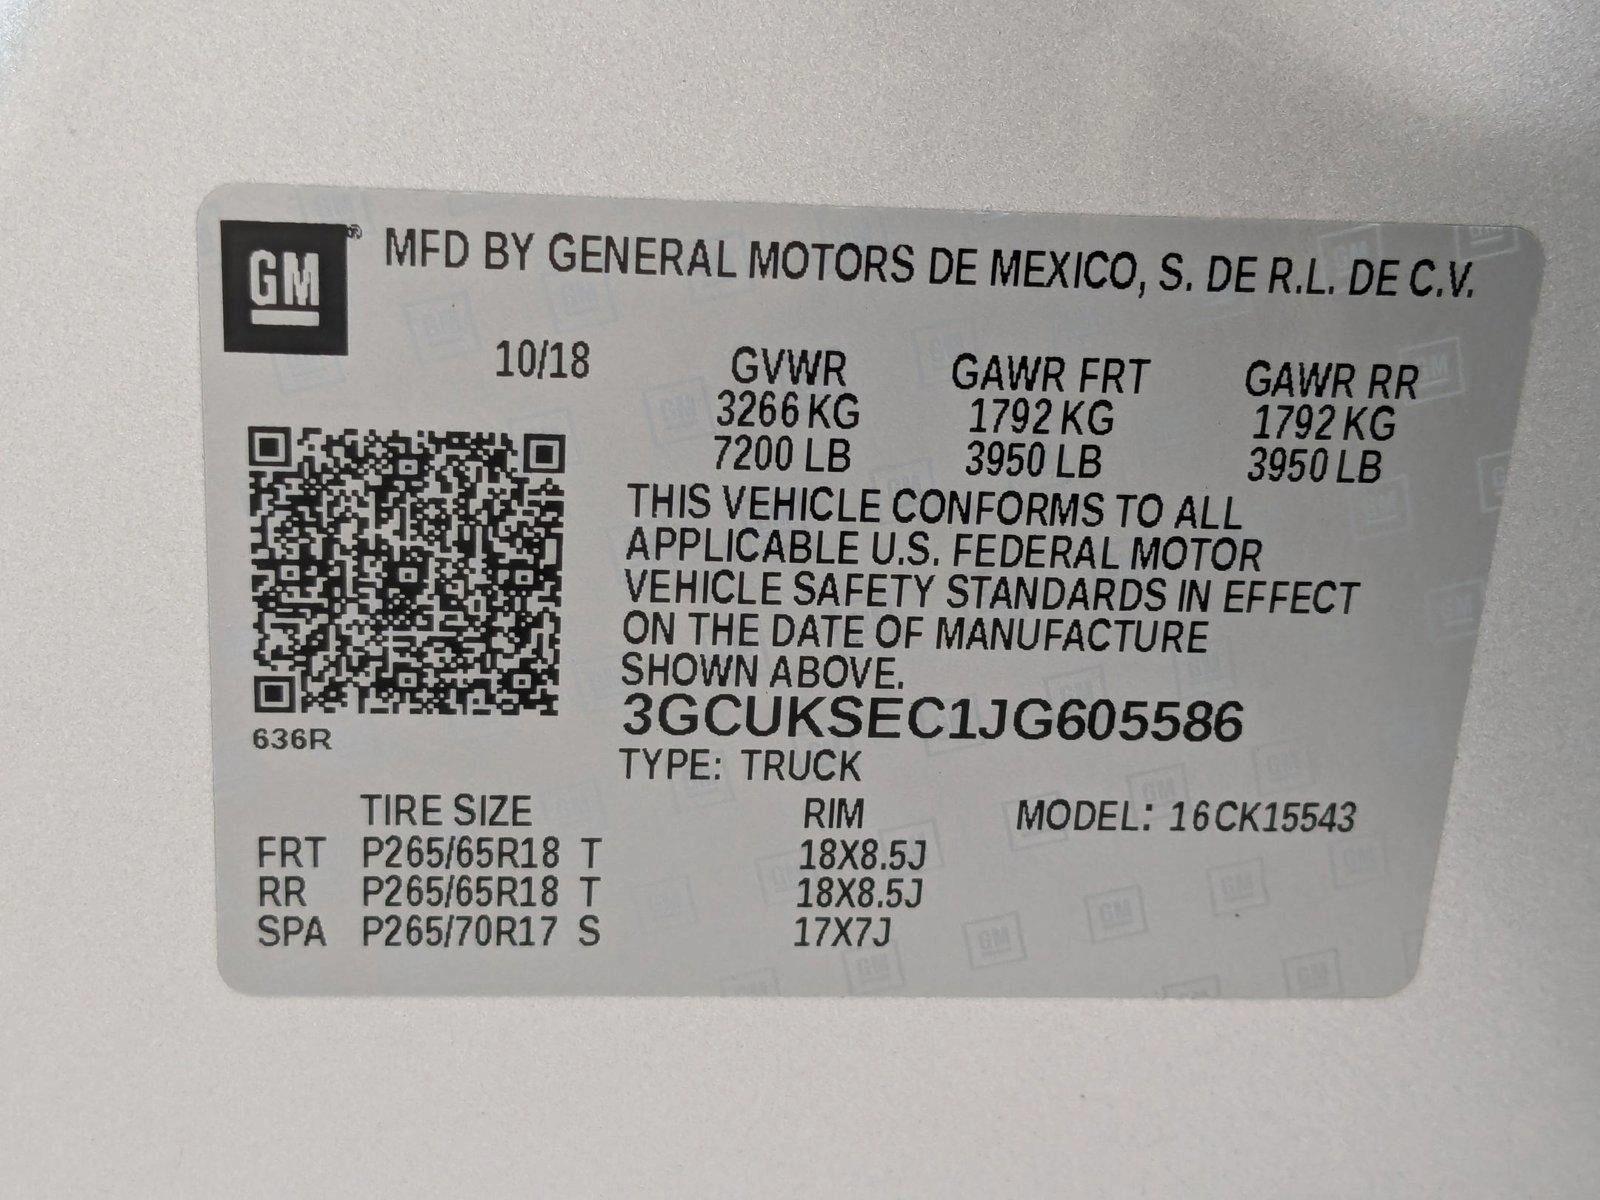 GM
MFD BY GENERAL MOTORS DE MEXICO, S. DE R.L. DE C.V.
10/18 GVWR GAWR FRT GAWR RR
3266 KG 1792 KG 1792 KG
7200 LB 3950 LB 3950 LB
THIS VEHICLE CONFORMS TO ALL
APPLICABLE U.S. FEDERAL MOTOR
VEHICLE SAFETY STANDARDS IN EFFECT
ON THE DATE OF MANUFACTURE
SHOWN ABOVE.
3GCUKSEC1JG605586
636R
TYPE: TRUCK
TIRE SIZE RIM MODEL: 16CK15543
FRT P265/65R18 T 18X8.5J
RR P265/65R18 T 18X8.5J
SPA P265/70R17 S 17X7J